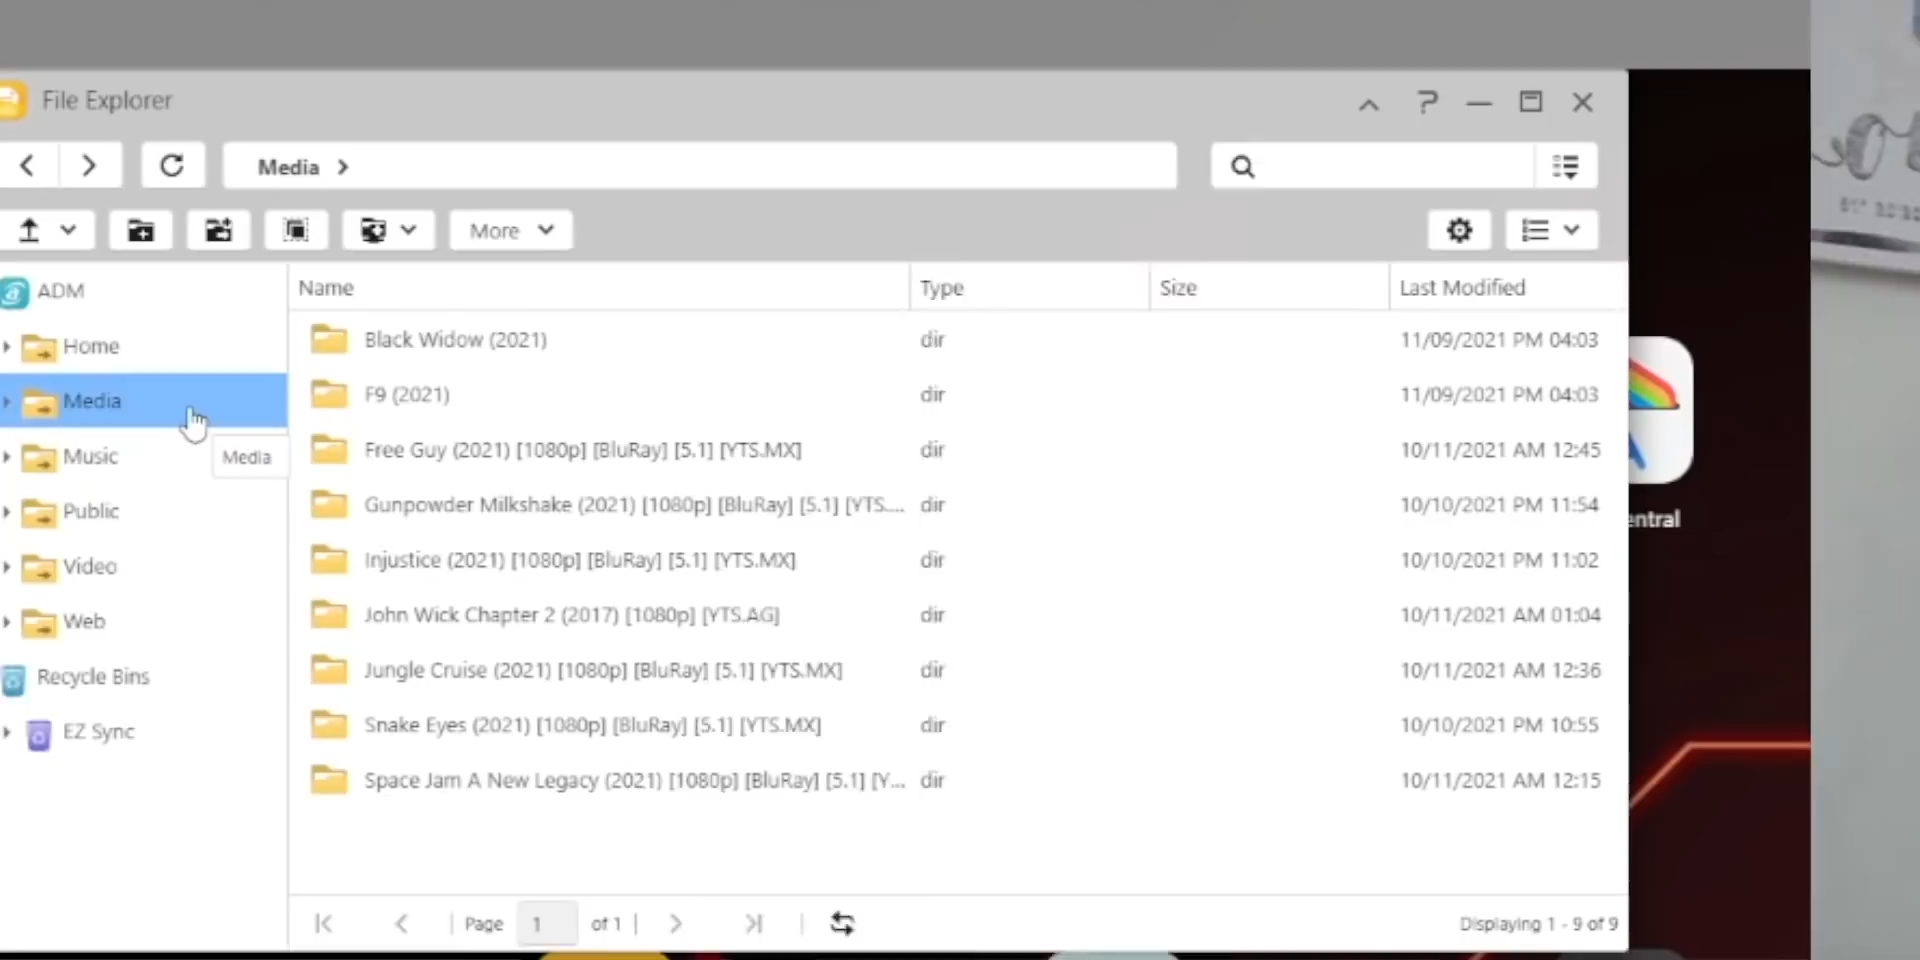 File Explorer
Media
More
ADM
Home
Media
Music
Media
Public
Video
Web
Recycle Bins
EZ Sync
Name Type Size Last Modified
Black Widow (2021) dir 11/09/2021 PM 04:03
F9 (2021) dir 11/09/2021 PM 04:03
Free Guy (2021) [1080p] [BluRay] [5.1] [YTS.MX] dir 10/11/2021 AM 12:45
Gunpowder Milkshake (2021) [1080p] [BluRay] [5.1] [YTS.... dir 10/10/2021 PM 11:54
Injustice (2021) [1080p] [BluRay] [5.1] [YTS.MX] dir 10/10/2021 PM 11:02
John Wick Chapter 2 (2017) [1080p] [YTS.AG] dir 10/11/2021 AM 01:04
Jungle Cruise (2021) [1080p] [BluRay] [5.1] [YTS.MX] dir 10/11/2021 AM 12:36
Snake Eyes (2021) [1080p] [BluRay] [5.1] [YTS.MX] dir 10/10/2021 PM 10:55
Space Jam A New Legacy (2021) [1080p] [BluRay] [5.1] [Y... dir 10/11/2021 AM 12:15
Page 1 of 1
Displaying 1 - 9 of 9
entral